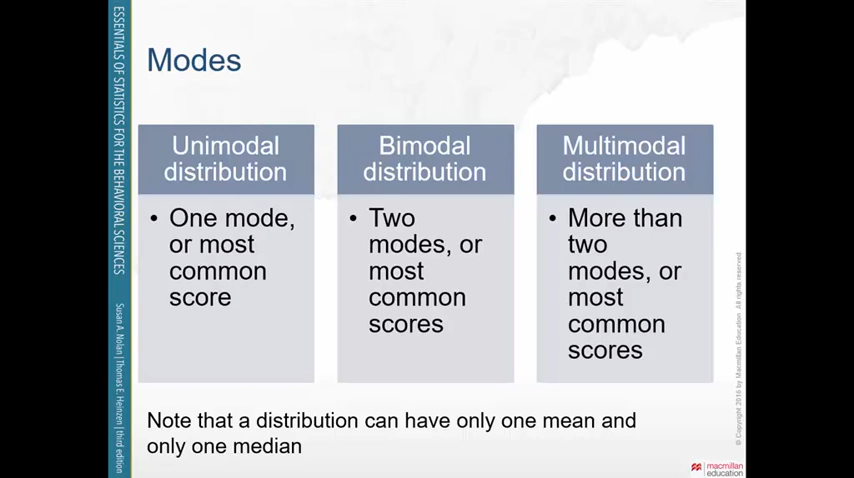 ESSENTIALS OF STATISTICS FOR THE BEHAVIORAL SCIENCES
Susan A. Nolan | Thomas E. Heinzen | third edition
Modes
Unimodal
distribution
• One mode,
or most
common
score
Bimodal
distribution
• Two
modes, or
most
common
scores
Multimodal
distribution
• More than
two
modes, or
most
common
scores
Note that a distribution can have only one mean and
only one median
© Copyright 2016 by Macmillan Education All rights reserved
macmillan
education